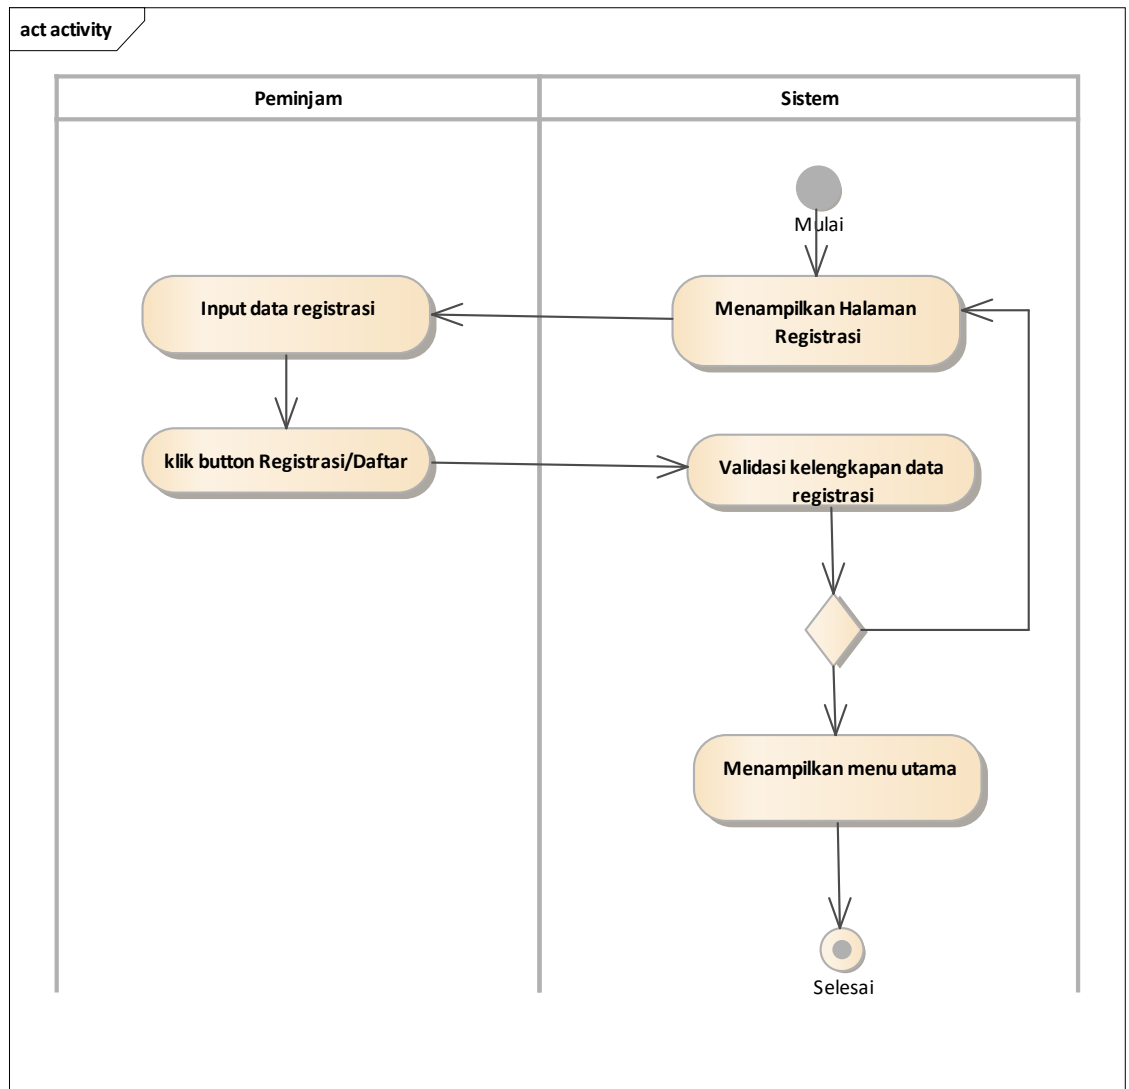 act activity
Peminjam
Sistem
Mulai
Input data registrasi
Menampilkan Halaman
Registrasi
klik button Registrasi/Daftar
Validasi kelengkapan data
registrasi
Menampilkan menu utama
Selesai